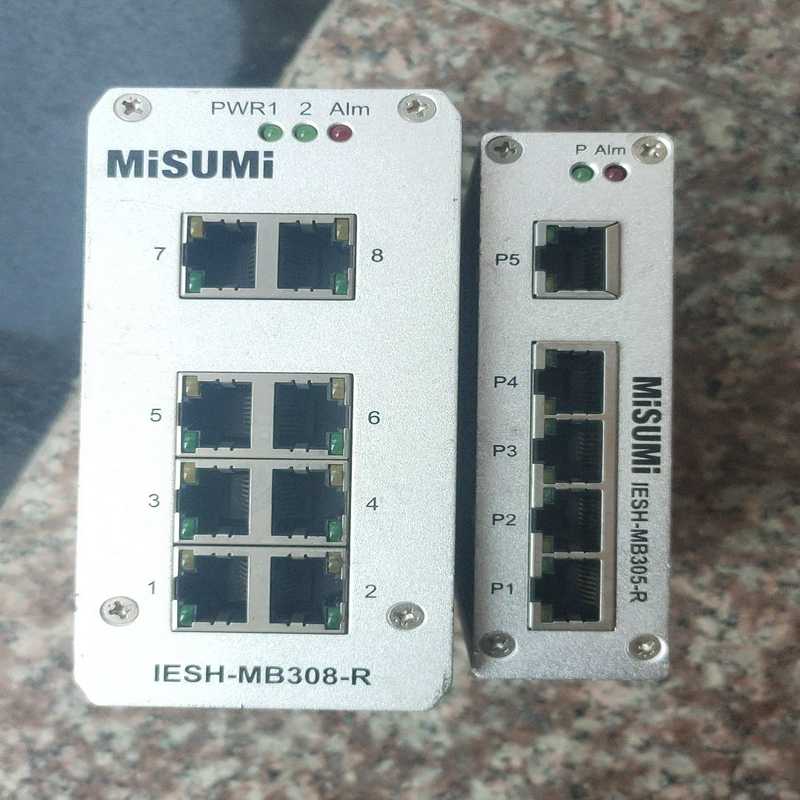 PWR1 2 Alm
MiSUMi
7 8
5 6
3 4
1 2
IESH-MB308-R
P Alm
P5
P4
P3
P2
P1
MiSUMi IESH-MB305-R